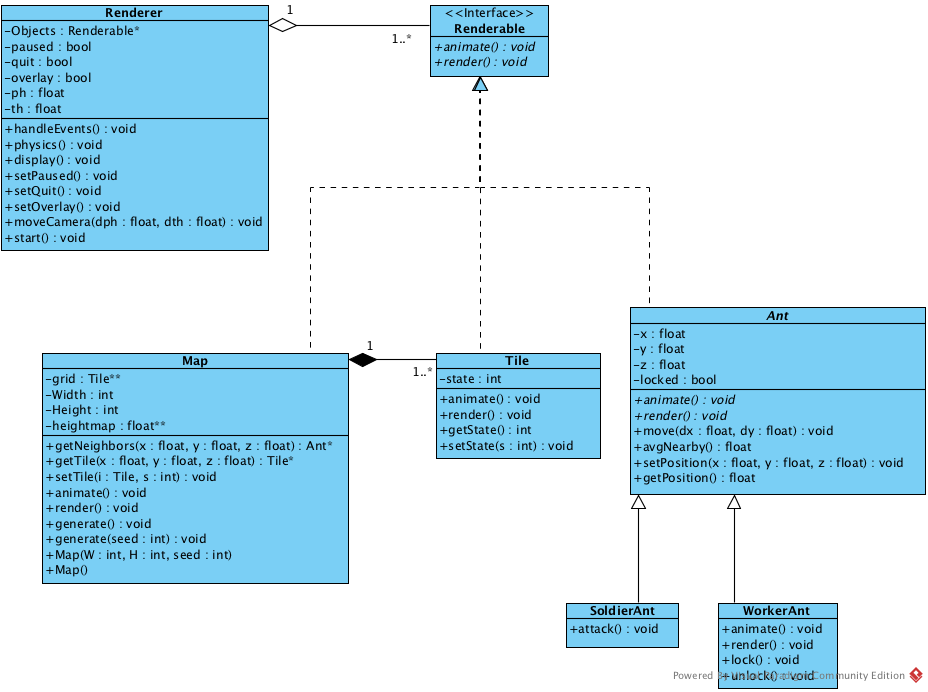 Renderer
-Objects : Renderable*
-paused : bool
-quit : bool
-overlay : bool
-ph : float
-th : float
+handleEvents() : void
+physics() : void
+display() : void
+setPaused() : void
+setQuit() : void
+setOverlay() : void
+moveCamera(dph : float, dth : float) : void
+start() : void
1
1..*
<<Interface>>
Renderable
+animate() : void
+render() : void
Map
-grid : Tile**
-Width : int
-Height : int
-heightmap : float**
+getNeighbors(x : float, y : float, z : float) : Ant*
+getTile(x : float, y : float, z : float) : Tile*
+setTile(i : Tile, s : int) : void
+animate() : void
+render() : void
+generate() : void
+generate(seed : int) : void
+Map(W : int, H : int, seed : int)
+Map()
1
1..*
Tile
-state : int
+animate() : void
+render() : void
+getState() : int
+setState(s : int) : void
Ant
-x : float
-y : float
-z : float
-locked : bool
+animate() : void
+render() : void
+move(dx : float, dy : float) : void
+avgNearby() : float
+setPosition(x : float, y : float, z : float) : void
+getPosition() : float
SoldierAnt
+attack() : void
WorkerAnt
+animate() : void
+render() : void
+lock() : void
+unlock() : void
Powered By Visual Paradigm Community Edition